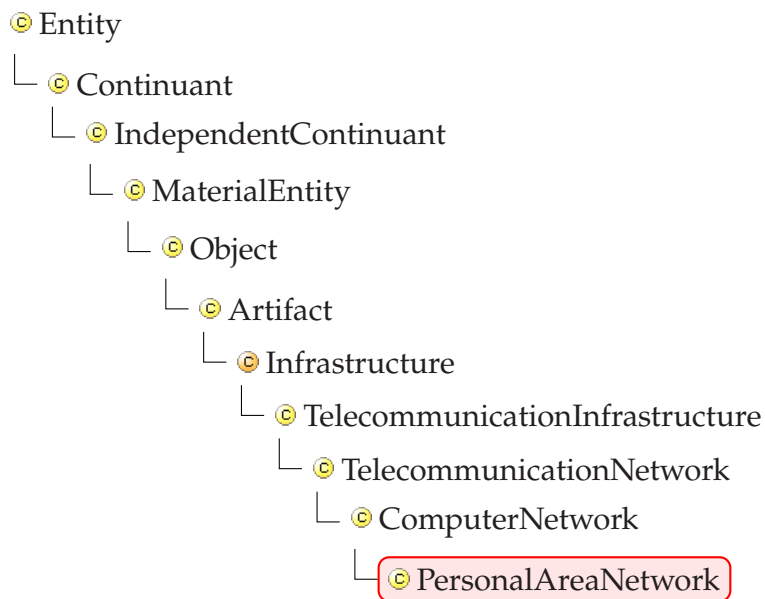 Entity
Continuant
IndependentContinuant
MaterialEntity
Object
Artifact
Infrastructure
TelecommunicationInfrastructure
TelecommunicationNetwork
ComputerNetwork
PersonalAreaNetwork